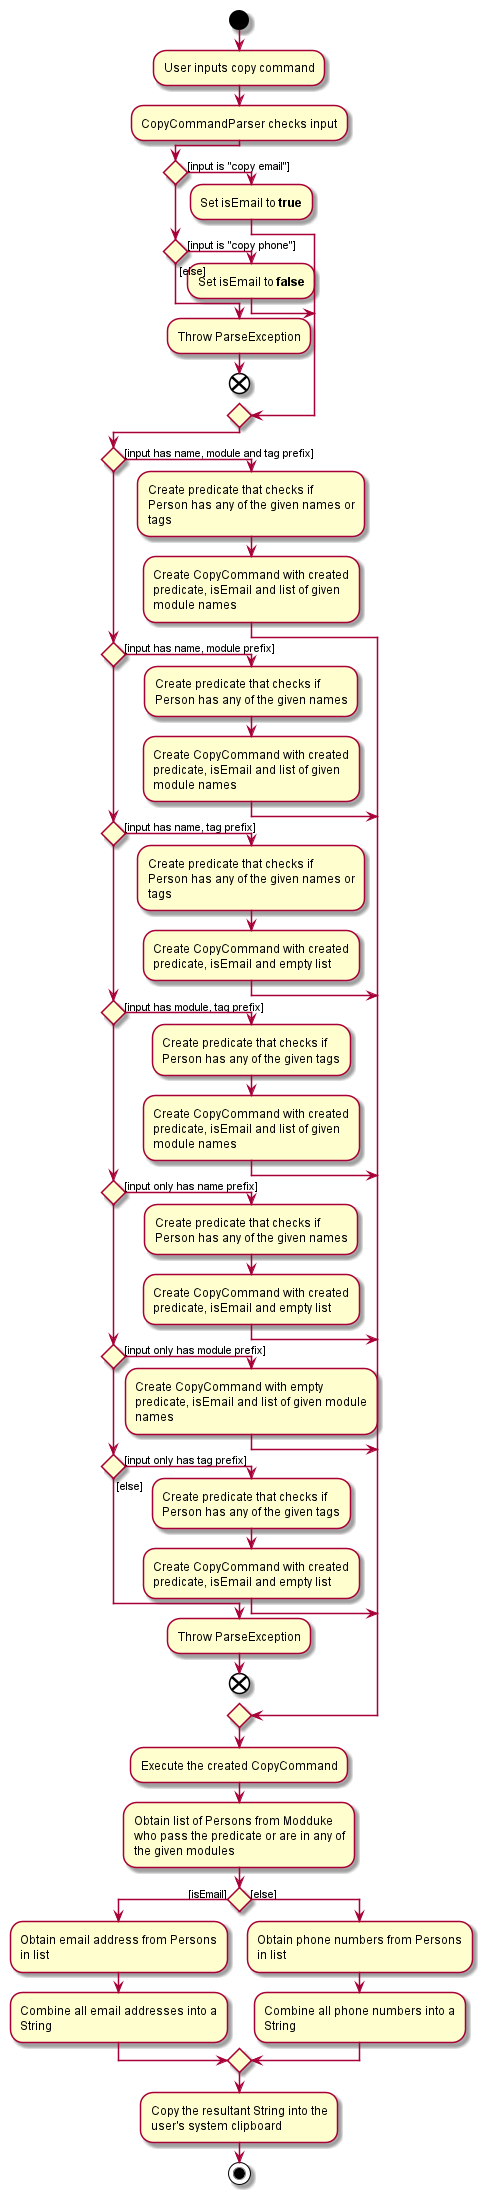 User inputs copy command
CopyCommandParser checks input
[input is "copy email"]
Set isEmail to true
[input is "copy phone"]
[else]
Set isEmail to false
Throw ParseException
[input has name, module and tag prefix]
Create predicate that checks if
Person has any of the given names or
tags
Create CopyCommand with created
predicate, isEmail and list of given
module names
[input has name, module prefix]
Create predicate that checks if
Person has any of the given names
Create CopyCommand with created
predicate, isEmail and list of given
module names
[input has name, tag prefix]
Create predicate that checks if
Person has any of the given names or
tags
Create CopyCommand with created
predicate, isEmail and empty list
[input has module, tag prefix]
Create predicate that checks if
Person has any of the given tags
Create CopyCommand with created
predicate, isEmail and list of given
module names
[input only has name prefix]
Create predicate that checks if
Person has any of the given names
Create CopyCommand with created
predicate, isEmail and empty list
[input only has module prefix]
Create CopyCommand with empty
predicate, isEmail and list of given module
names
[input only has tag prefix]
[else]
Create predicate that checks if
Person has any of the given tags
Create CopyCommand with created
predicate, isEmail and empty list
Throw ParseException
Execute the created CopyCommand
Obtain list of Persons from Modduke
who pass the predicate or are in any of
the given modules
[isEmail]
[else]
Obtain email address from Persons
in list
Obtain phone numbers from Persons
in list
Combine all email addresses into a
String
Combine all phone numbers into a
String
Copy the resultant String into the
user's system clipboard